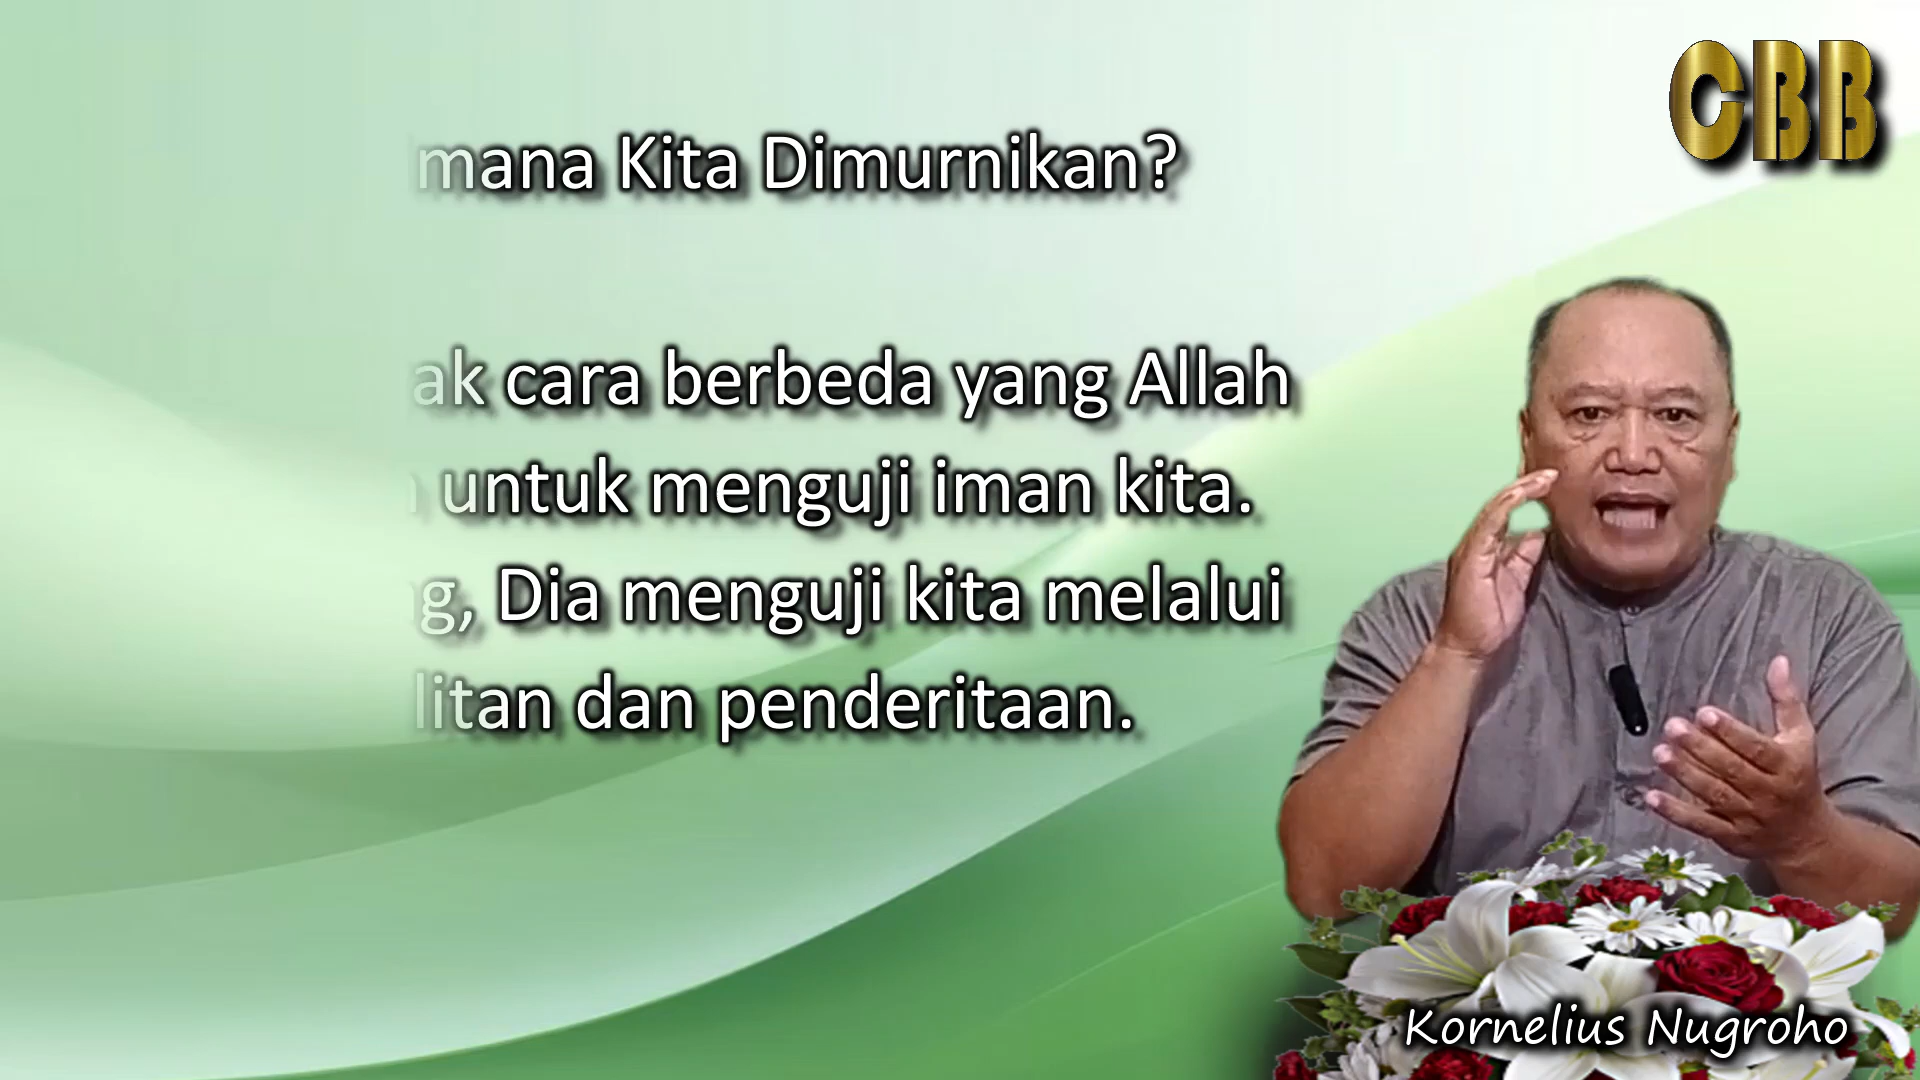 CBB
mana Kita Dimurnikan?
ak cara berbeda yang Allah
untuk menguji iman kita.
g, Dia menguji kita melalui
litan dan penderitaan.
Kornelius Nugroho